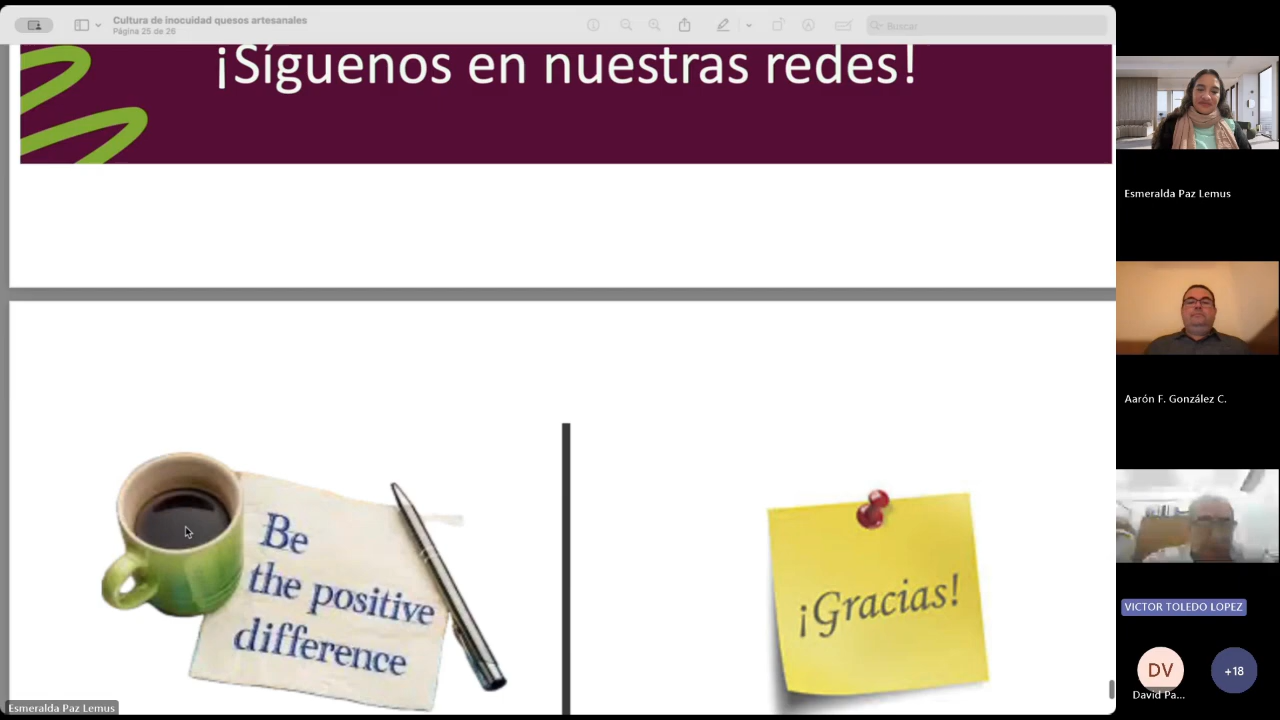 Cultura de inocuidad quesos artesanales
Página 25 de 26
Buscar
¡Síguenos en nuestras redes!
Be
the positive
difference
¡Gracias!
Esmeralda Paz Lemus
Esmeralda Paz Lemus
Aarón F. González C.
VICTOR TOLEDO LOPEZ
DV
David Pa...
+18